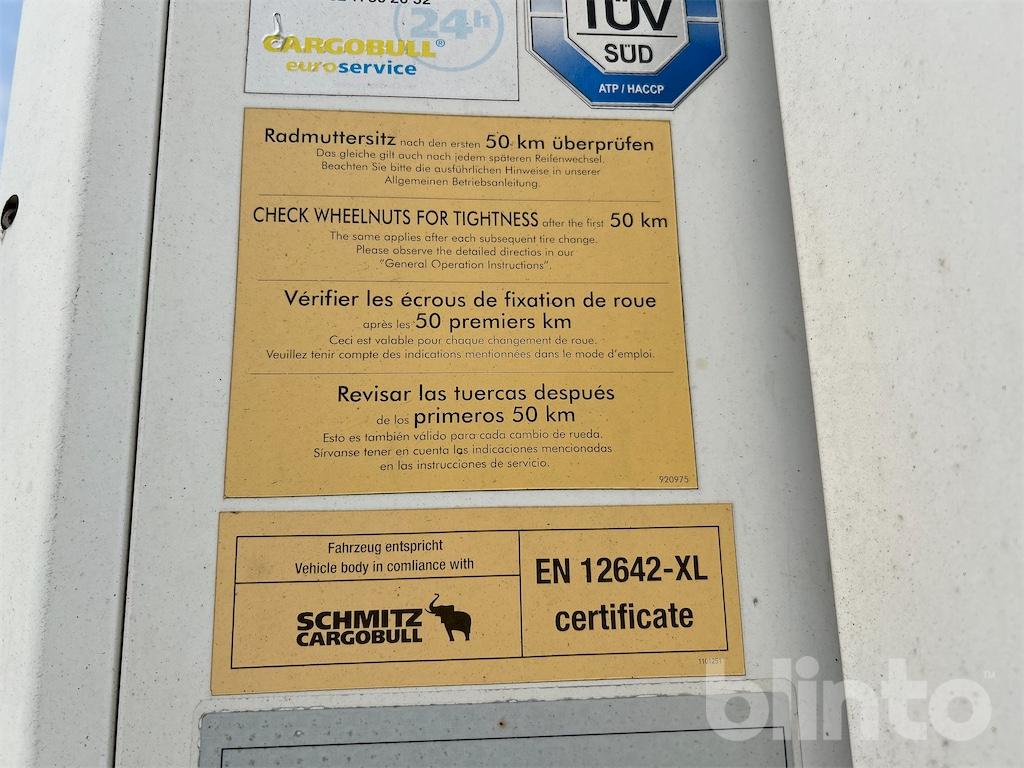 24h
CARGOBULL®
euroservice
TÜV
SÜD
ATP / HACCP
Radmuttersitz nach den ersten 50 km überprüfen
Das gleiche gilt auch nach jedem späteren Reifenwechsel.
Beachten Sie bitte die ausführlichen Hinweise in unserer
Allgemeinen Betriebsanleitung.
CHECK WHEELNUTS FOR TIGHTNESS after the first 50 km
The same applies after each subsequent tire change.
Please observe the detailed directios in our
"General Operation Instructions".
Vérifier les écrous de fixation de roue
après les 50 premiers km
Ceci est valable pour chaque changement de roue.
Veuillez tenir compte des indications mentionnées dans le mode d'emploi.
Revisar las tuercas después
de los primeros 50 km
Esto es también válido para cada cambio de rueda.
Sírvanse tener en cuenta las indicaciones mencionadas
en las instrucciones de servicio.
920975
Fahrzeug entspricht
Vehicle body in comliance with
SCHMITZ
CARGOBULL
EN 12642-XL
certificate
1101251
blinto™